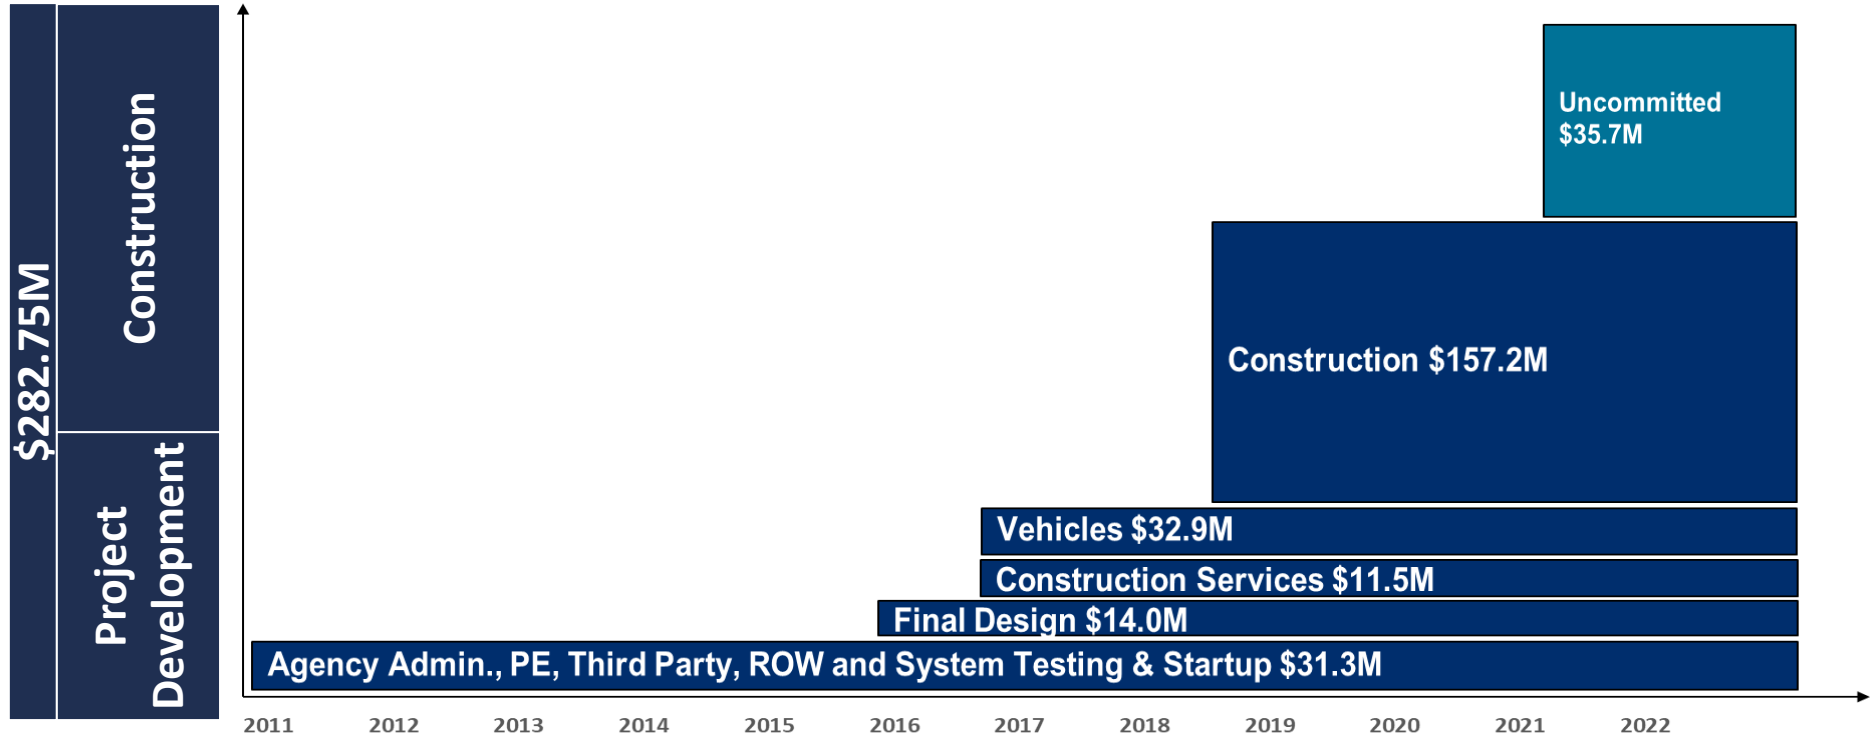 $282.75M
Construction
Project
Development
Uncommitted
$35.7M
Construction $157.2M
Vehicles $32.9M
Construction Services $11.5M
Final Design $14.0M
Agency Admin., PE, Third Party, ROW and System Testing & Startup $31.3M
2011 2012 2013 2014 2015 2016 2017 2018 2019 2020 2021 2022